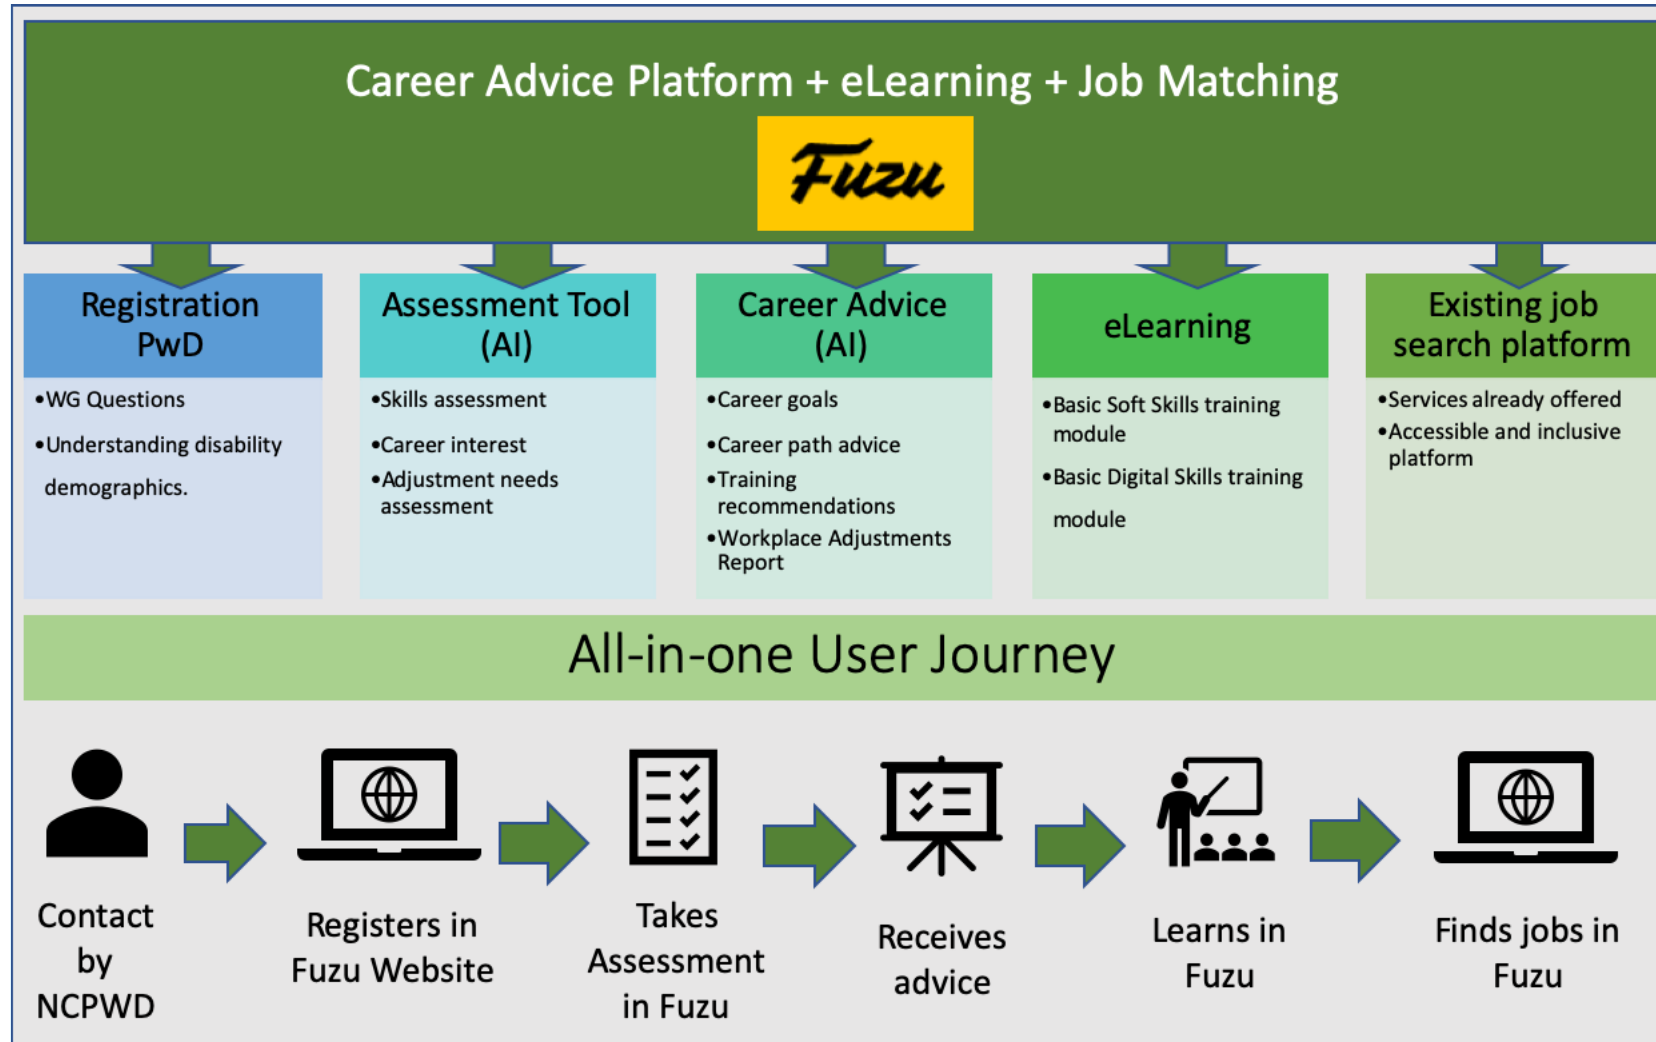 Career Advice Platform + eLearning + Job Matching
Fuzu
Registration
PwD
•WG Questions
•Understanding disability
demographics.
Assessment Tool
(AI)
•Skills assessment
•Career interest
•Adjustment needs
assessment
Career Advice
(AI)
•Career goals
•Career path advice
•Training
recommendations
•Workplace Adjustments
Report
eLearning
•Basic Soft Skills training
module
•Basic Digital Skills training
module
Existing job
search platform
•Services already offered
•Accessible and inclusive
platform
All-in-one User Journey
Contact
by
NCPWD
Registers in
Fuzu Website
Takes
Assessment
in Fuzu
Receives
advice
Learns in
Fuzu
Finds jobs in
Fuzu